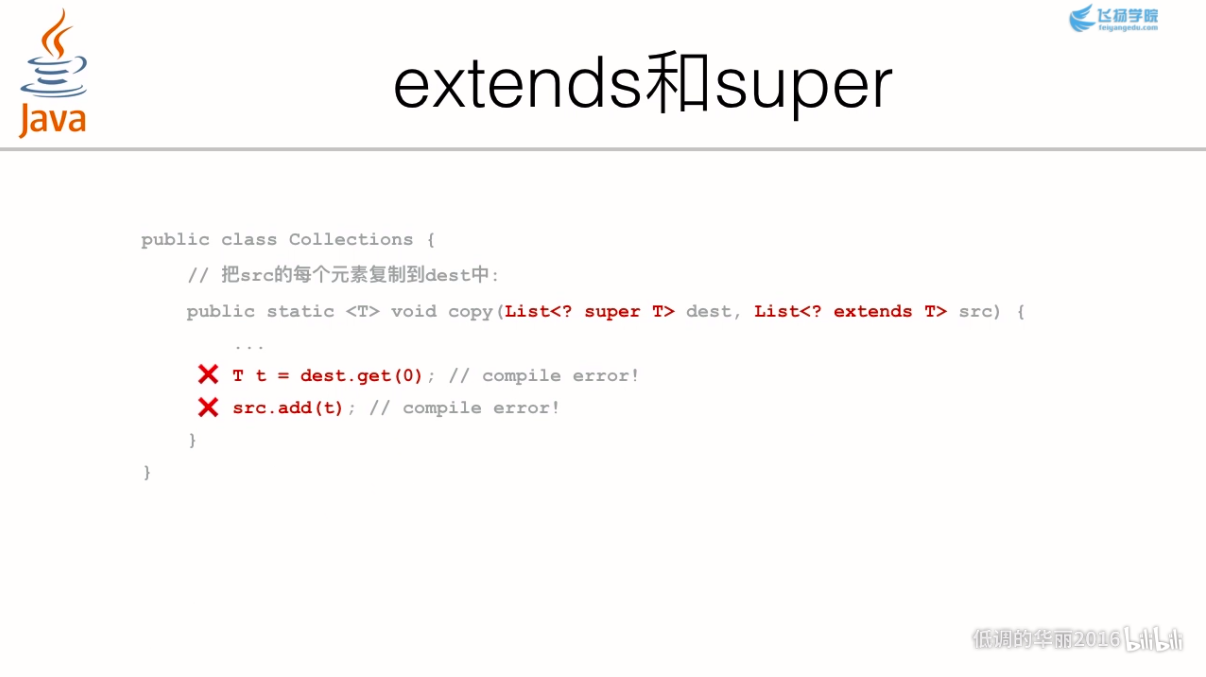 飞扬学院
feiyangedu.com
Java
extends和super
public class Collections {
// 把src的每个元素复制到dest中:
public static <T> void copy(List<? super T> dest, List<? extends T> src) {
...
T t = dest.get(0); // compile error!
src.add(t); // compile error!
}
}
低调的华丽2016 bilibili